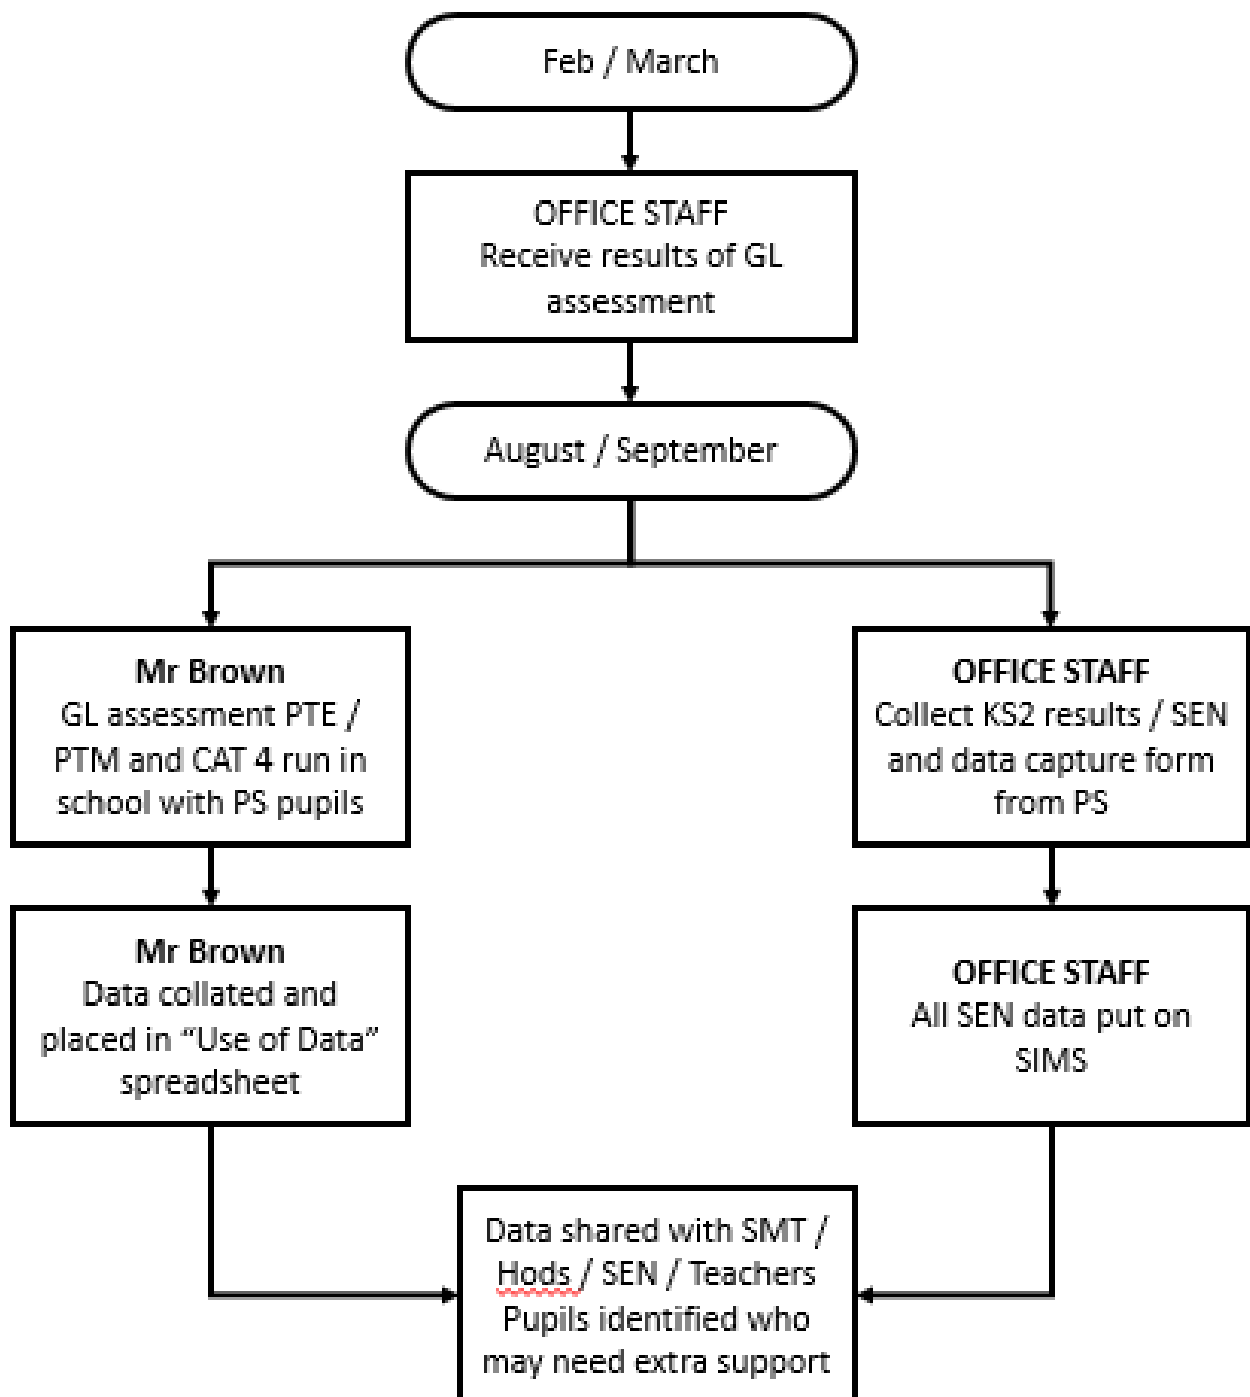 Feb / March
OFFICE STAFF
Receive results of GL
assessment
August / September
Mr Brown
GL assessment PTE /
PTM and CAT 4 run in
school with PS pupils
OFFICE STAFF
Collect KS2 results / SEN
and data capture form
from PS
Mr Brown
Data collated and
placed in “Use of Data”
spreadsheet
OFFICE STAFF
All SEN data put on
SIMS
Data shared with SMT /
Hods / SEN / Teachers
Pupils identified who
may need extra support